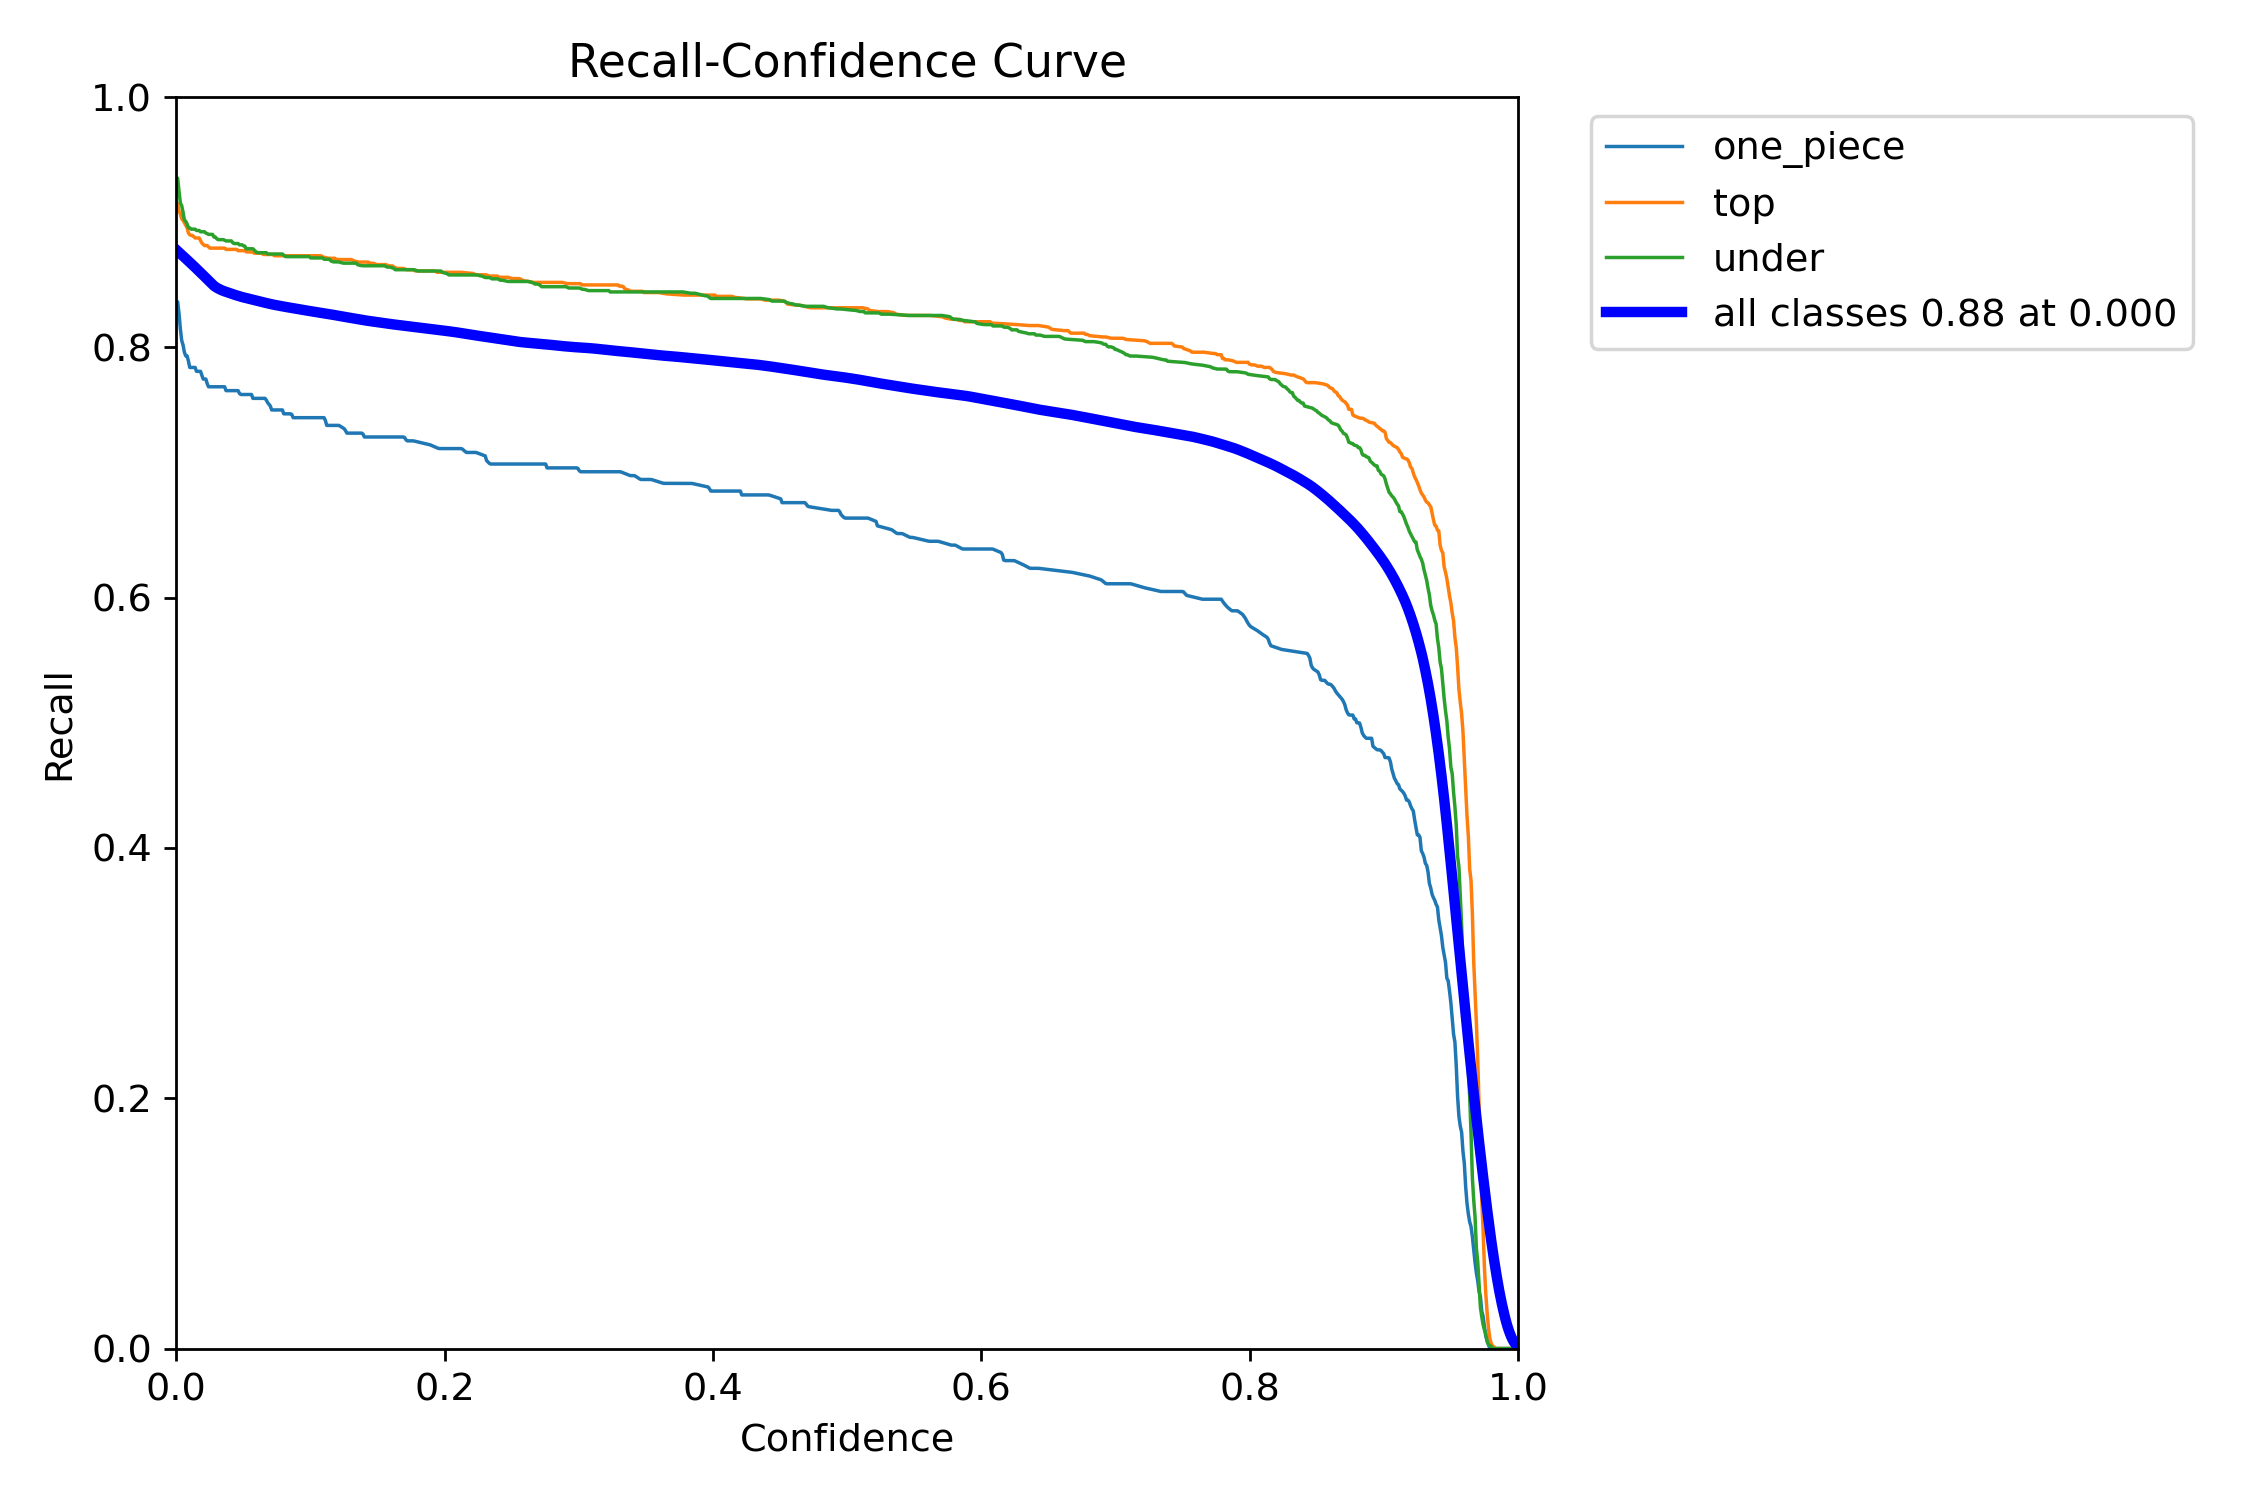 Recall-Confidence Curve
1.0
0.8
0.6
0.4
0.2
0.0
Recall
0.0 0.2 0.4 0.6 0.8 1.0
Confidence
one_piece
top
under
all classes 0.88 at 0.000